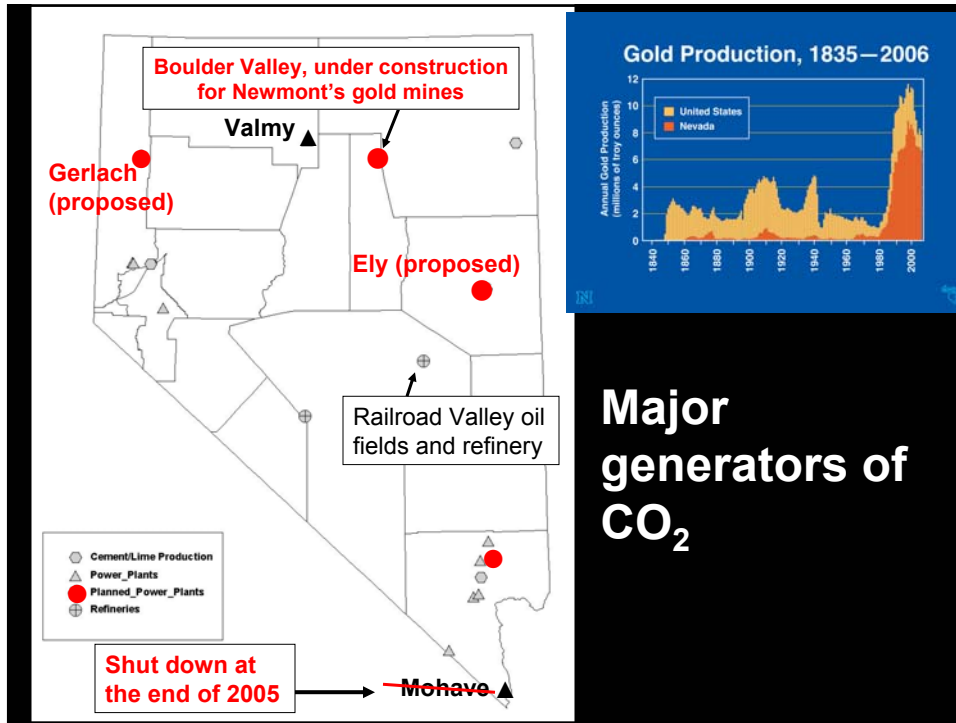 Boulder Valley, under construction
for Newmont's gold mines
Valmy
Gerlach
(proposed)
Ely (proposed)
Railroad Valley oil
fields and refinery
Cement/Lime Production
Power_Plants
Planned_Power_Plants
Refineries
Shut down at
the end of 2005
Mohave
Gold Production, 1835—2006
Annual Gold Production
(millions of troy ounces)
12
10
8
6
4
2
0
United States
Nevada
1840
1860
1880
1900
1920
1940
1960
1980
2000
N
Major
generators of
CO₂